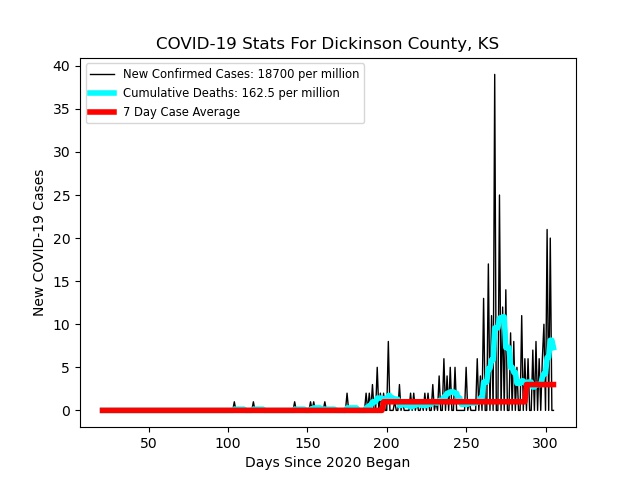 COVID-19 Stats For Dickinson County, KS
New Confirmed Cases: 18700 per million
Cumulative Deaths: 162.5 per million
7 Day Case Average
New COVID-19 Cases
40
35
30
25
20
15
10
5
0
50 100 150 200 250 300
Days Since 2020 Began